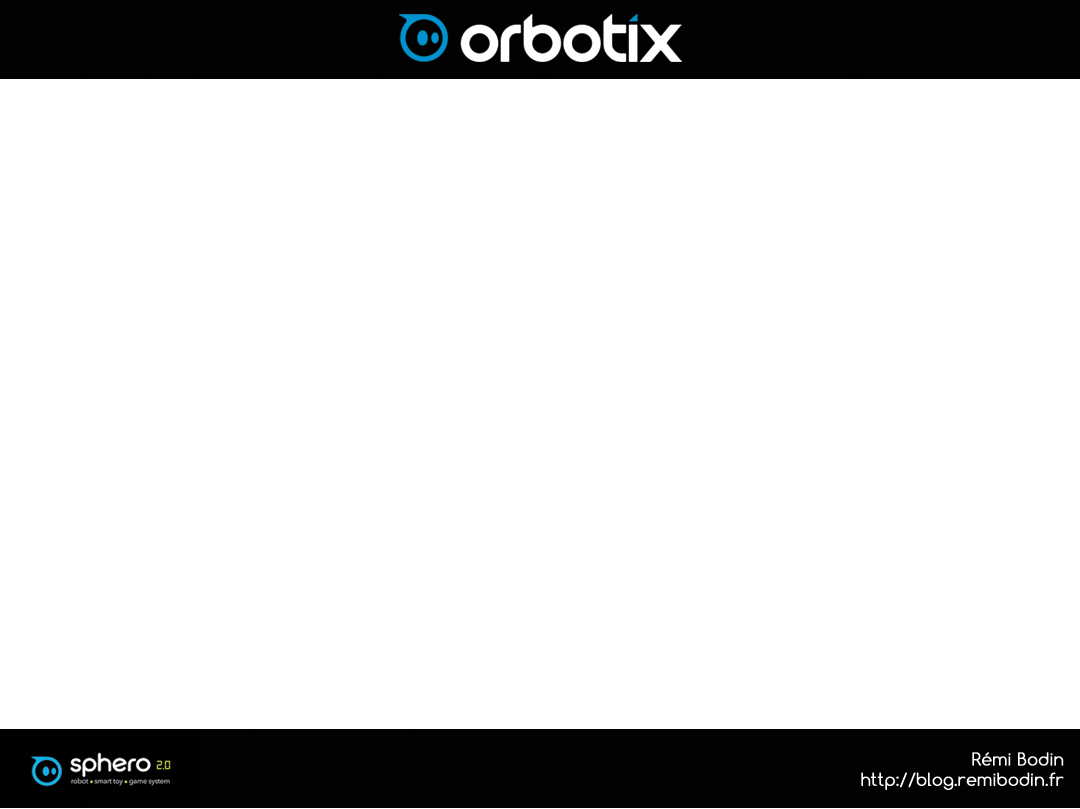 orbotix
sphero 2.0
robot • smart toy • game system
Rémi Bodin
http://blog.remibodin.fr